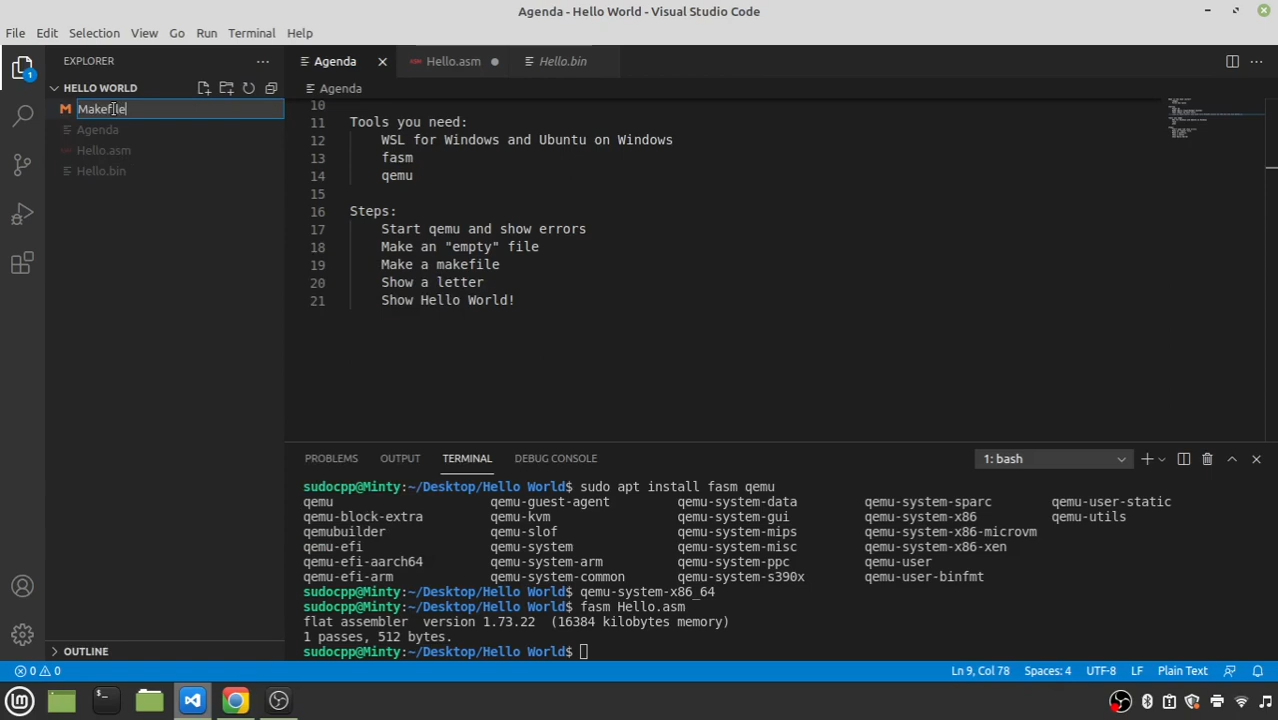 Agenda - Hello World - Visual Studio Code
File Edit Selection View Go Run Terminal Help
EXPLORER
HELLO WORLD
Makefile
Agenda
Hello.asm
Hello.bin
OUTLINE
1
Agenda Hello.asm Hello.bin
Agenda
10
11 Tools you need:
12 WSL for Windows and Ubuntu on Windows
13 fasm
14 qemu
15
16 Steps:
17 Start qemu and show errors
18 Make an "empty" file
19 Make a makefile
20 Show a letter
21 Show Hello World!
PROBLEMS OUTPUT TERMINAL DEBUG CONSOLE 1: bash
sudocpp@Minty:~/Desktop/Hello World$ sudo apt install fasm qemu
qemu qemu-guest-agent qemu-system-data qemu-system-sparc qemu-user-static
qemu-block-extra qemu-kvm qemu-system-gui qemu-system-x86 qemu-utils
qemubuilder qemu-slof qemu-system-mips qemu-system-x86-microvm
qemu-efi qemu-system qemu-system-misc qemu-system-x86-xen
qemu-efi-aarch64 qemu-system-arm qemu-system-ppc qemu-user
qemu-efi-arm qemu-system-common qemu-system-s390x qemu-user-binfmt
sudocpp@Minty:~/Desktop/Hello World$ qemu-system-x86_64
sudocpp@Minty:~/Desktop/Hello World$ fasm Hello.asm
flat assembler version 1.73.22 (16384 kilobytes memory)
1 passes, 512 bytes.
sudocpp@Minty:~/Desktop/Hello World$
0 0 Ln 9, Col 78 Spaces: 4 UTF-8 LF Plain Text